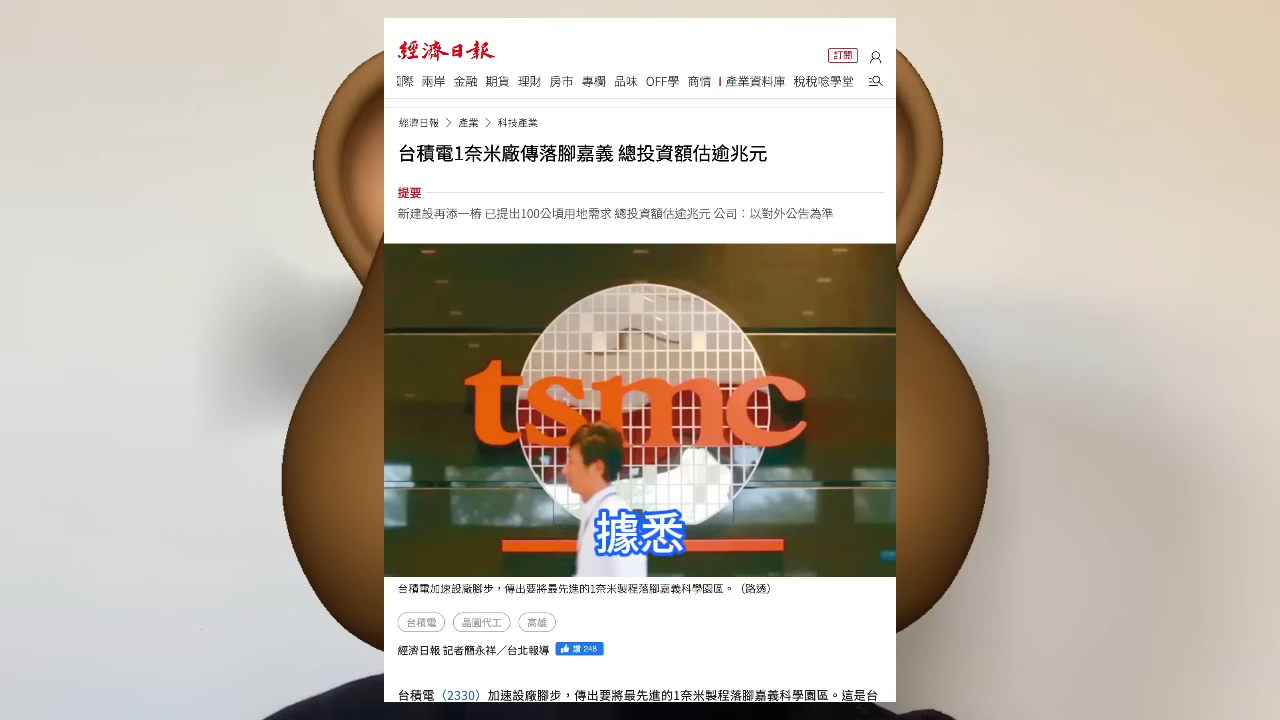 經濟日報
訂閱
國際 兩岸 金融 期貨 理財 房市 專欄 品味 OFF學 商情 產業資料庫 稅稅唸學堂
經濟日報 > 產業 > 科技產業
台積電1奈米廠傳落腳嘉義 總投資額估逾兆元
提要
新建設再添一樁 已提出100公頃用地需求 總投資額估逾兆元 公司：以對外公告為準
tsmc
據悉
台積電加速設廠腳步，傳出要將最先進的1奈米製程落腳嘉義科學園區。（路透）
台積電 晶圓代工 高雄
經濟日報 記者簡永祥／台北報導 讚 248
台積電（2330）加速設廠腳步，傳出要將最先進的1奈米製程落腳嘉義科學園區。這是台